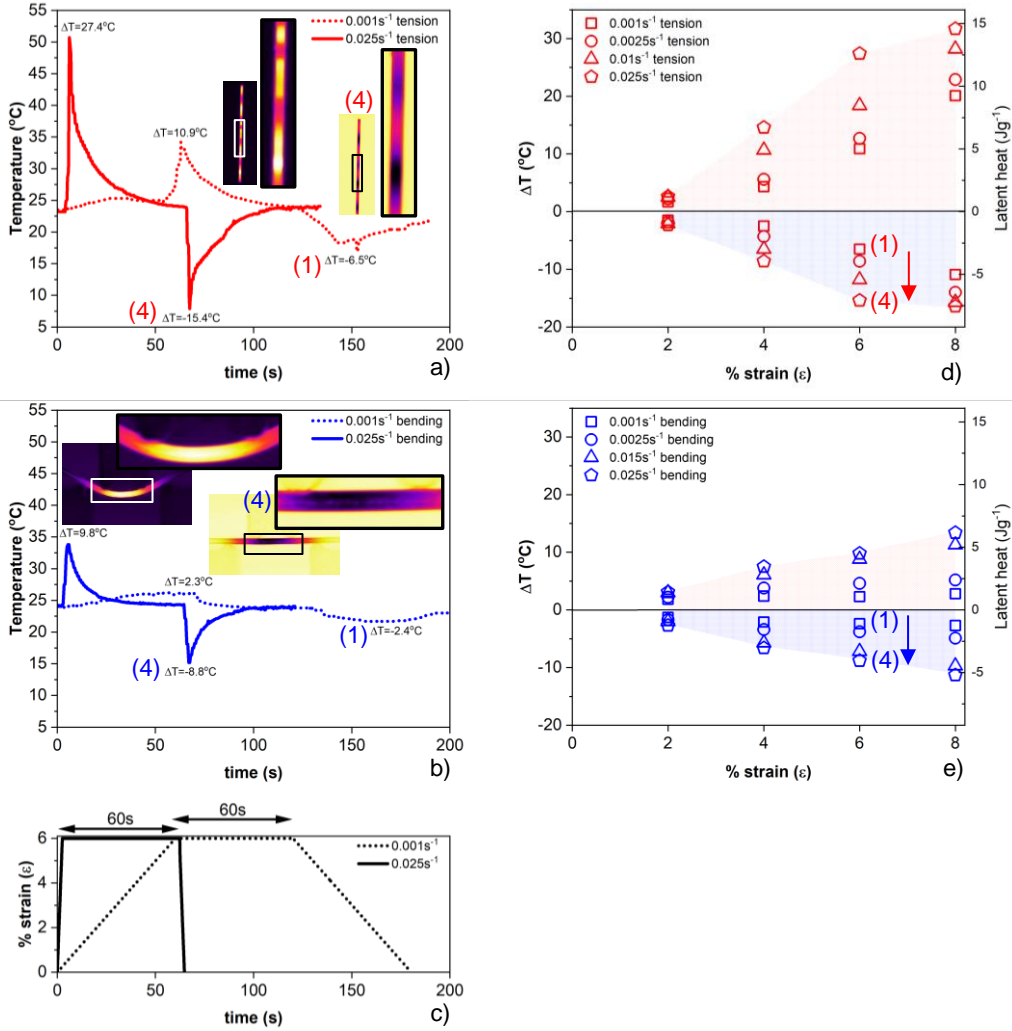 55
50
45
40
35
30
25
20
15
10
5
Temperature (°C)
0
50
100
150
200
time (s)
ΔT=27.4°C
ΔT=10.9°C
ΔT=-15.4°C
ΔT=-6.5°C
0.001s⁻¹ tension
0.025s⁻¹ tension
(4)
(4)
(1)
a)
35
30
20
10
0
-10
-20
ΔT (°C)
0
2
4
6
8
% strain (ε)
15
10
5
0
-5
Latent heat (Jg⁻¹)
0.001s⁻¹ tension
0.0025s⁻¹ tension
0.01s⁻¹ tension
0.025s⁻¹ tension
(1)
(4)
d)
55
50
45
40
35
30
25
20
15
10
5
Temperature (°C)
0
50
100
150
200
time (s)
0.001s⁻¹ bending
0.025s⁻¹ bending
ΔT=9.8°C
ΔT=2.3°C
ΔT=-8.8°C
ΔT=-2.4°C
(4)
(4)
(1)
b)
35
30
20
10
0
-10
-20
ΔT (°C)
0
2
4
6
8
% strain (ε)
15
10
5
0
-5
Latent heat (Jg⁻¹)
0.001s⁻¹ bending
0.0025s⁻¹ bending
0.015s⁻¹ bending
0.025s⁻¹ bending
(1)
(4)
e)
60s
60s
6
4
2
0
% strain (ε)
0
50
100
150
200
time (s)
0.001s⁻¹
0.025s⁻¹
c)